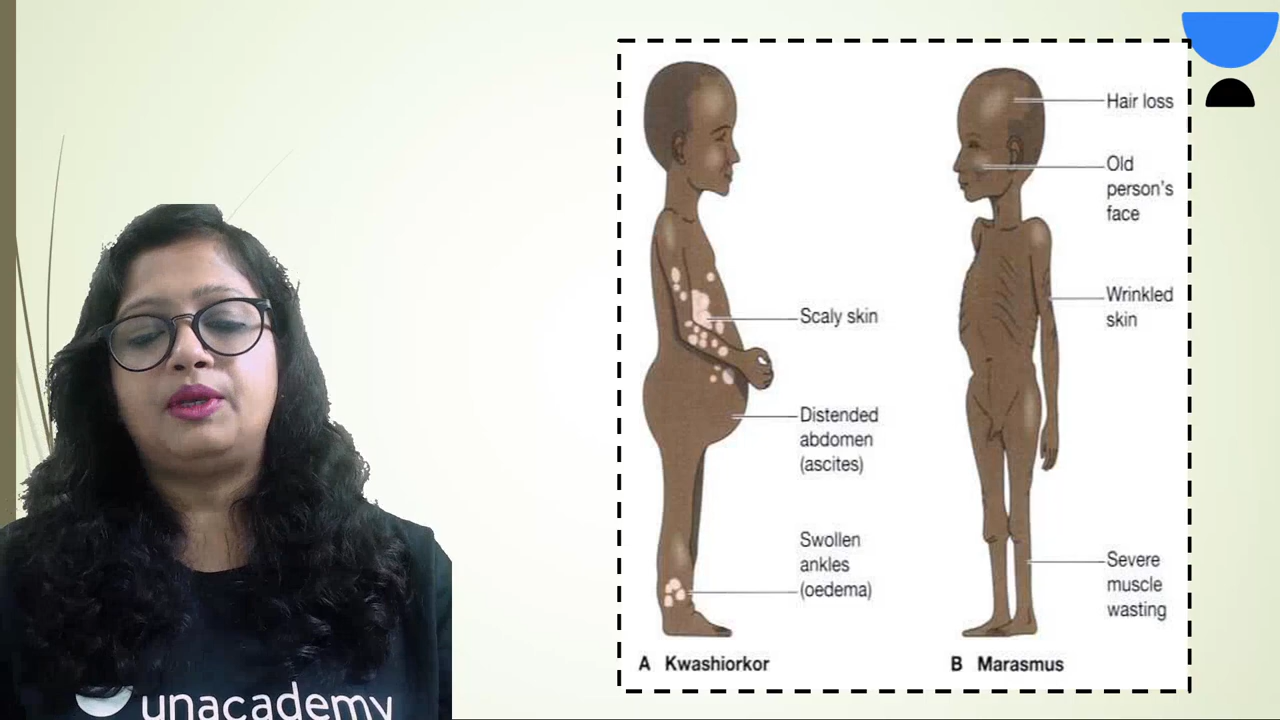 Hair loss
Old
person's
face
Wrinkled
skin
Scaly skin
Distended
abdomen
(ascites)
Swollen
ankles
(oedema)
Severe
muscle
wasting
A Kwashiorkor
B Marasmus
unacademy